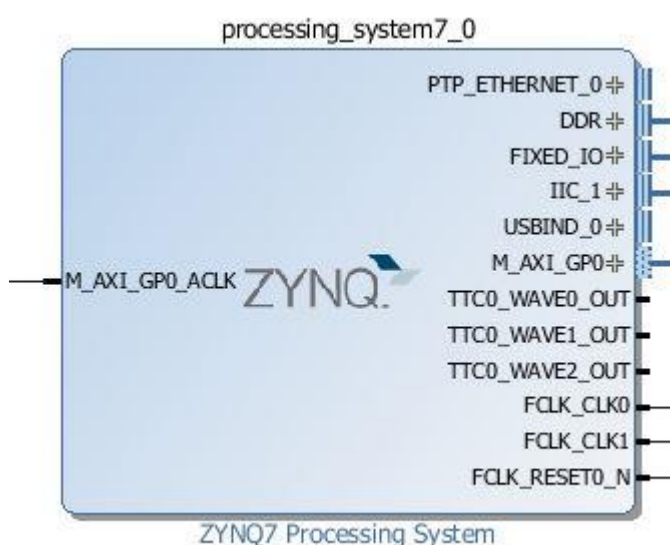 processing_system7_0
PTP_ETHERNET_0
DDR
FIXED_IO
IIC_1
USBIND_0
M_AXI_GP0
M_AXI_GP0_ACLK
ZYNQ.
TTC0_WAVE0_OUT
TTC0_WAVE1_OUT
TTC0_WAVE2_OUT
FCLK_CLK0
FCLK_CLK1
FCLK_RESET0_N
ZYNQ7 Processing System